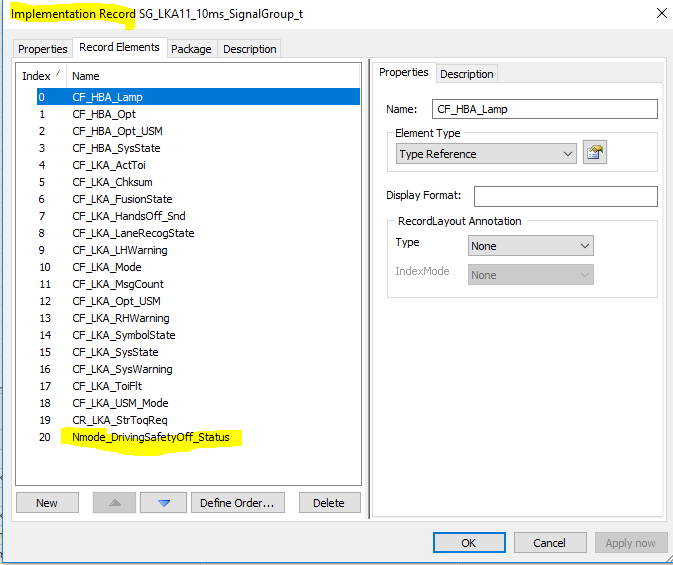 Implementation Record SG_LKA11_10ms_SignalGroup_t
Properties Record Elements Package Description
Index Name
0 CF_HBA_Lamp
1 CF_HBA_Opt
2 CF_HBA_Opt_USM
3 CF_HBA_SysState
4 CF_LKA_ActToi
5 CF_LKA_Chksum
6 CF_LKA_FusionState
7 CF_LKA_HandsOff_Snd
8 CF_LKA_LaneRecogState
9 CF_LKA_LHWarning
10 CF_LKA_Mode
11 CF_LKA_MsgCount
12 CF_LKA_Opt_USM
13 CF_LKA_RHWarning
14 CF_LKA_SymbolState
15 CF_LKA_SysState
16 CF_LKA_SysWarning
17 CF_LKA_ToiFlt
18 CF_LKA_USM_Mode
19 CR_LKA_StrToqReq
20 Nmode_DrivingSafetyOff_Status
New Define Order... Delete
Properties Description
Name: CF_HBA_Lamp
Element Type
Type Reference
Display Format:
RecordLayout Annotation
Type None
IndexMode None
OK Cancel Apply now